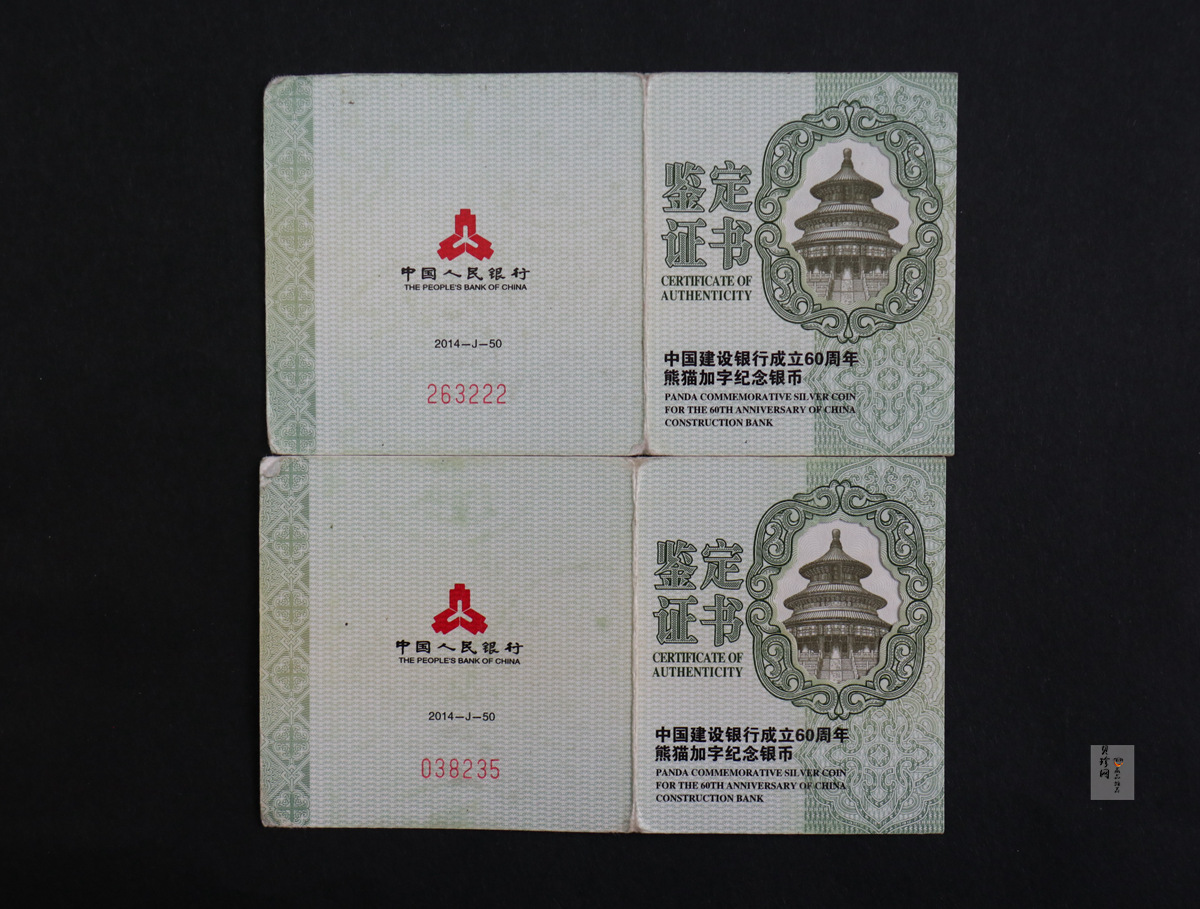 中国人民银行
THE PEOPLE'S BANK OF CHINA
2014—J—50
263222
鉴定
证书
CERTIFICATE OF
AUTHENTICITY
中国建设银行成立60周年
熊猫加字纪念银币
PANDA COMMEMORATIVE SILVER COIN
FOR THE 60TH ANNIVERSARY OF CHINA
CONSTRUCTION BANK
中国人民银行
THE PEOPLE'S BANK OF CHINA
2014—J—50
038235
鉴定
证书
CERTIFICATE OF
AUTHENTICITY
中国建设银行成立60周年
熊猫加字纪念银币
PANDA COMMEMORATIVE SILVER COIN
FOR THE 60TH ANNIVERSARY OF CHINA
CONSTRUCTION BANK